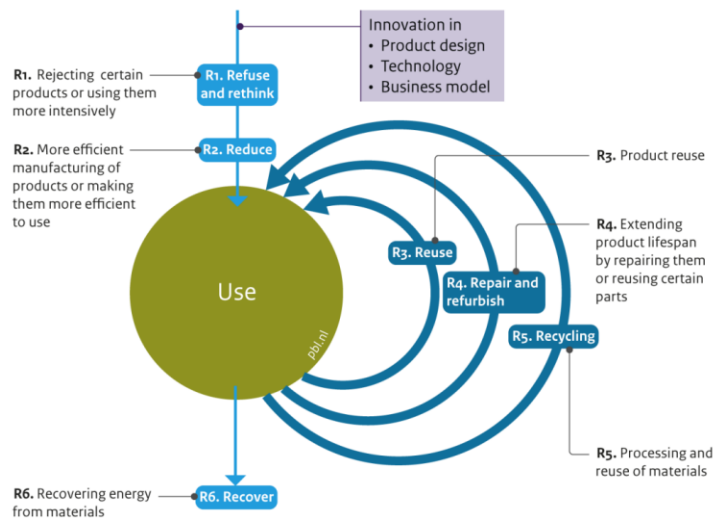 Innovation in
• Product design
• Technology
• Business model
R1. Rejecting certain
products or using them
more intensively
R1. Refuse
and rethink
R2. More efficient
manufacturing of
products or making
them more efficient
to use
R2. Reduce
R3. Product reuse
R3. Reuse
R4. Extending
product lifespan
by repairing them
or reusing certain
parts
R4. Repair and
refurbish
Use
pbl.nl
R5. Recycling
R5. Processing and
reuse of materials
R6. Recovering energy
from materials
R6. Recover